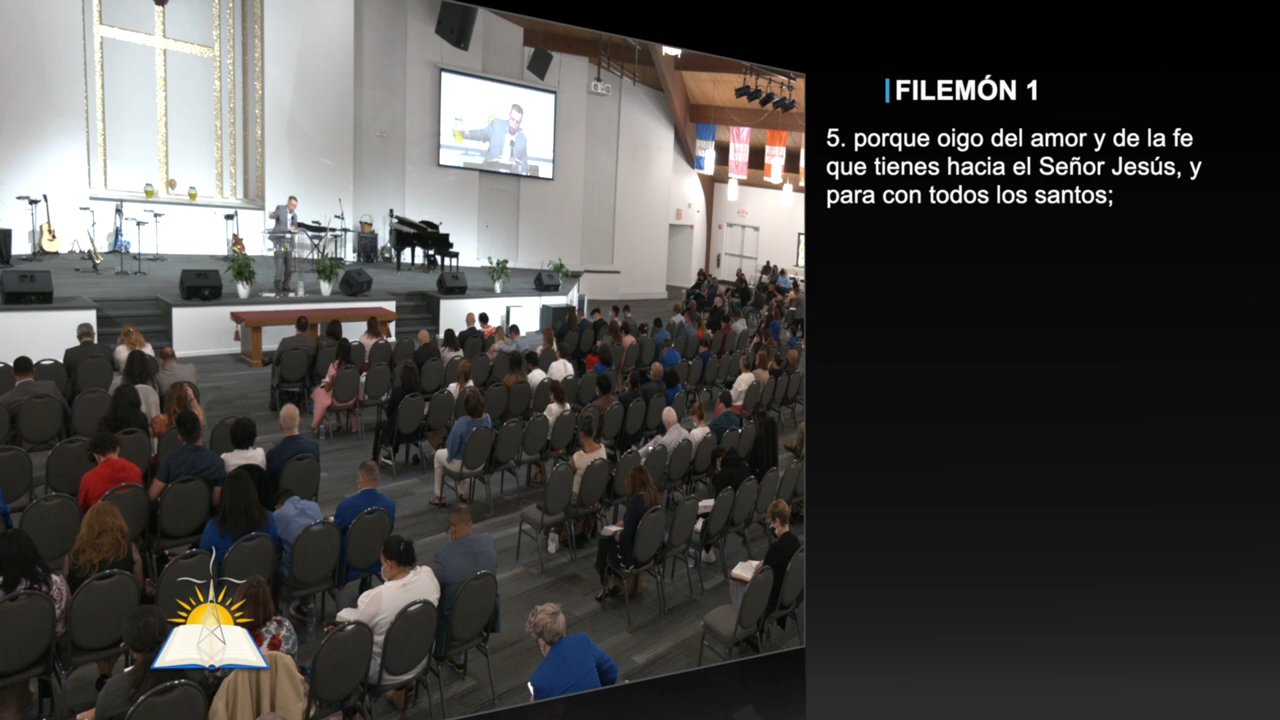 FILEMÓN 1
5. porque oigo del amor y de la fe
que tienes hacia el Señor Jesús, y
para con todos los santos;